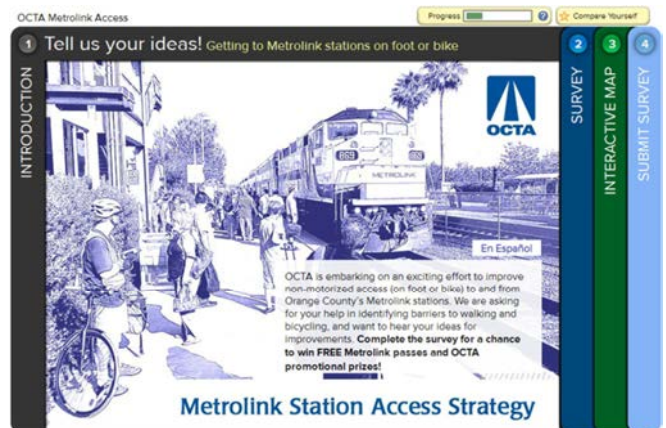 OCTA Metrolink Access
Progress
?
Compare Yourself
1
Tell us your ideas! Getting to Metrolink stations on foot or bike
INTRODUCTION
2
SURVEY
3
INTERACTIVE MAP
4
SUBMIT SURVEY
OCTA
869
869
METROLINK
En Español
OCTA is embarking on an exciting effort to improve
non-motorized access (on foot or bike) to and from
Orange County's Metrolink stations. We are asking
for your help in identifying barriers to walking and
bicycling, and want to hear your ideas for
improvements. Complete the survey for a chance
to win FREE Metrolink passes and OCTA
promotional prizes!
Metrolink Station Access Strategy